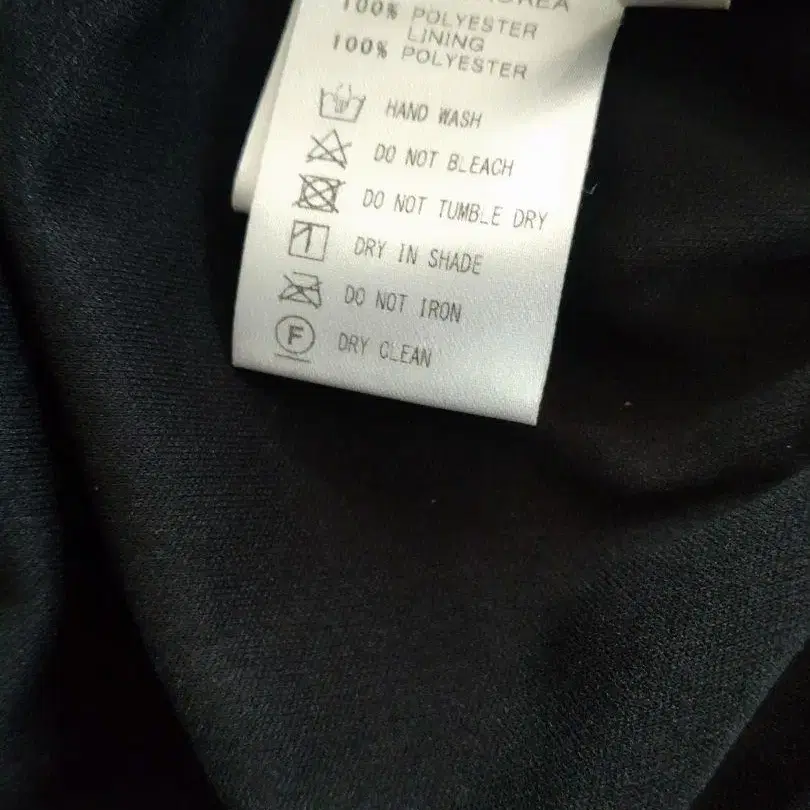 100% POLYESTER
LINING
100% POLYESTER
HAND WASH
DO NOT BLEACH
DO NOT TUMBLE DRY
DRY IN SHADE
DO NOT IRON
F DRY CLEAN